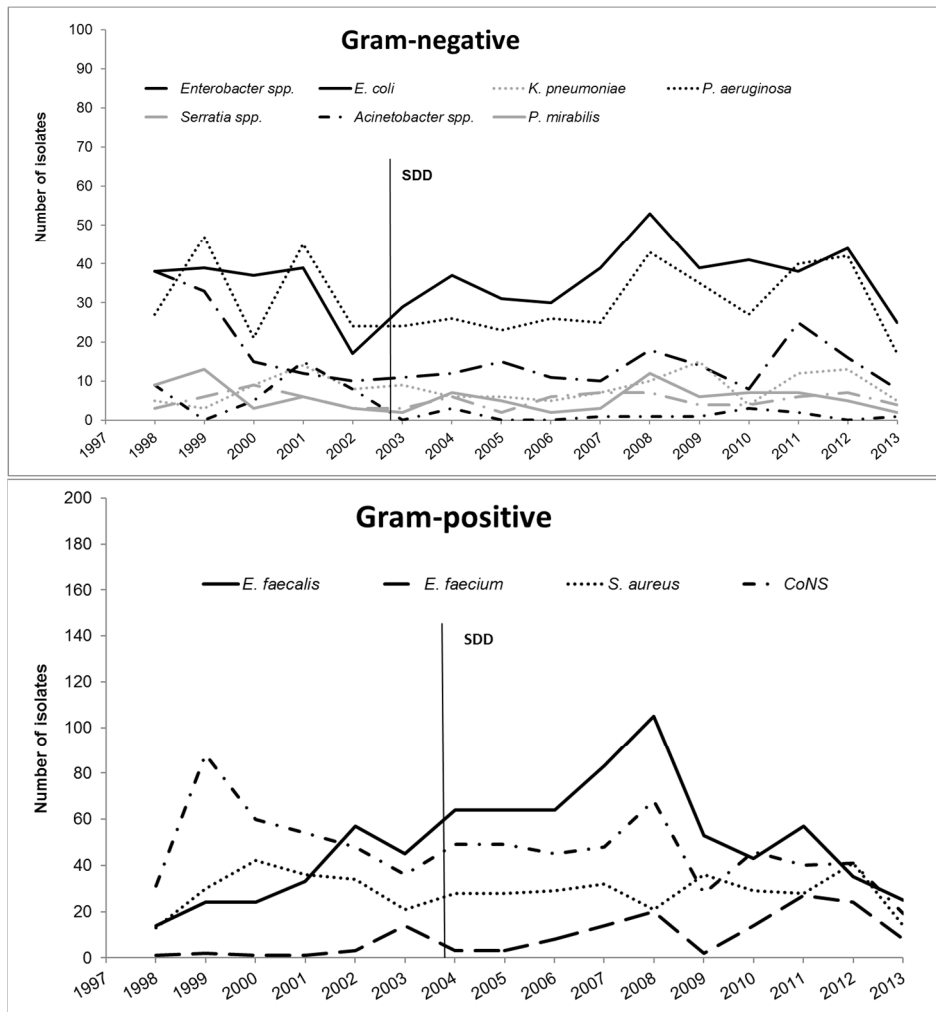 Gram-negative
Enterobacter spp. E. coli K. pneumoniae P. aeruginosa
Serratia spp. Acinetobacter spp. P. mirabilis
Number of isolates
100
90
80
70
60
50
40
30
20
10
0
SDD
1997 1998 1999 2000 2001 2002 2003 2004 2005 2006 2007 2008 2009 2010 2011 2012 2013
Gram-positive
E. faecalis E. faecium S. aureus CoNS
Number of isolates
200
180
160
140
120
100
80
60
40
20
0
SDD
1997 1998 1999 2000 2001 2002 2003 2004 2005 2006 2007 2008 2009 2010 2011 2012 2013